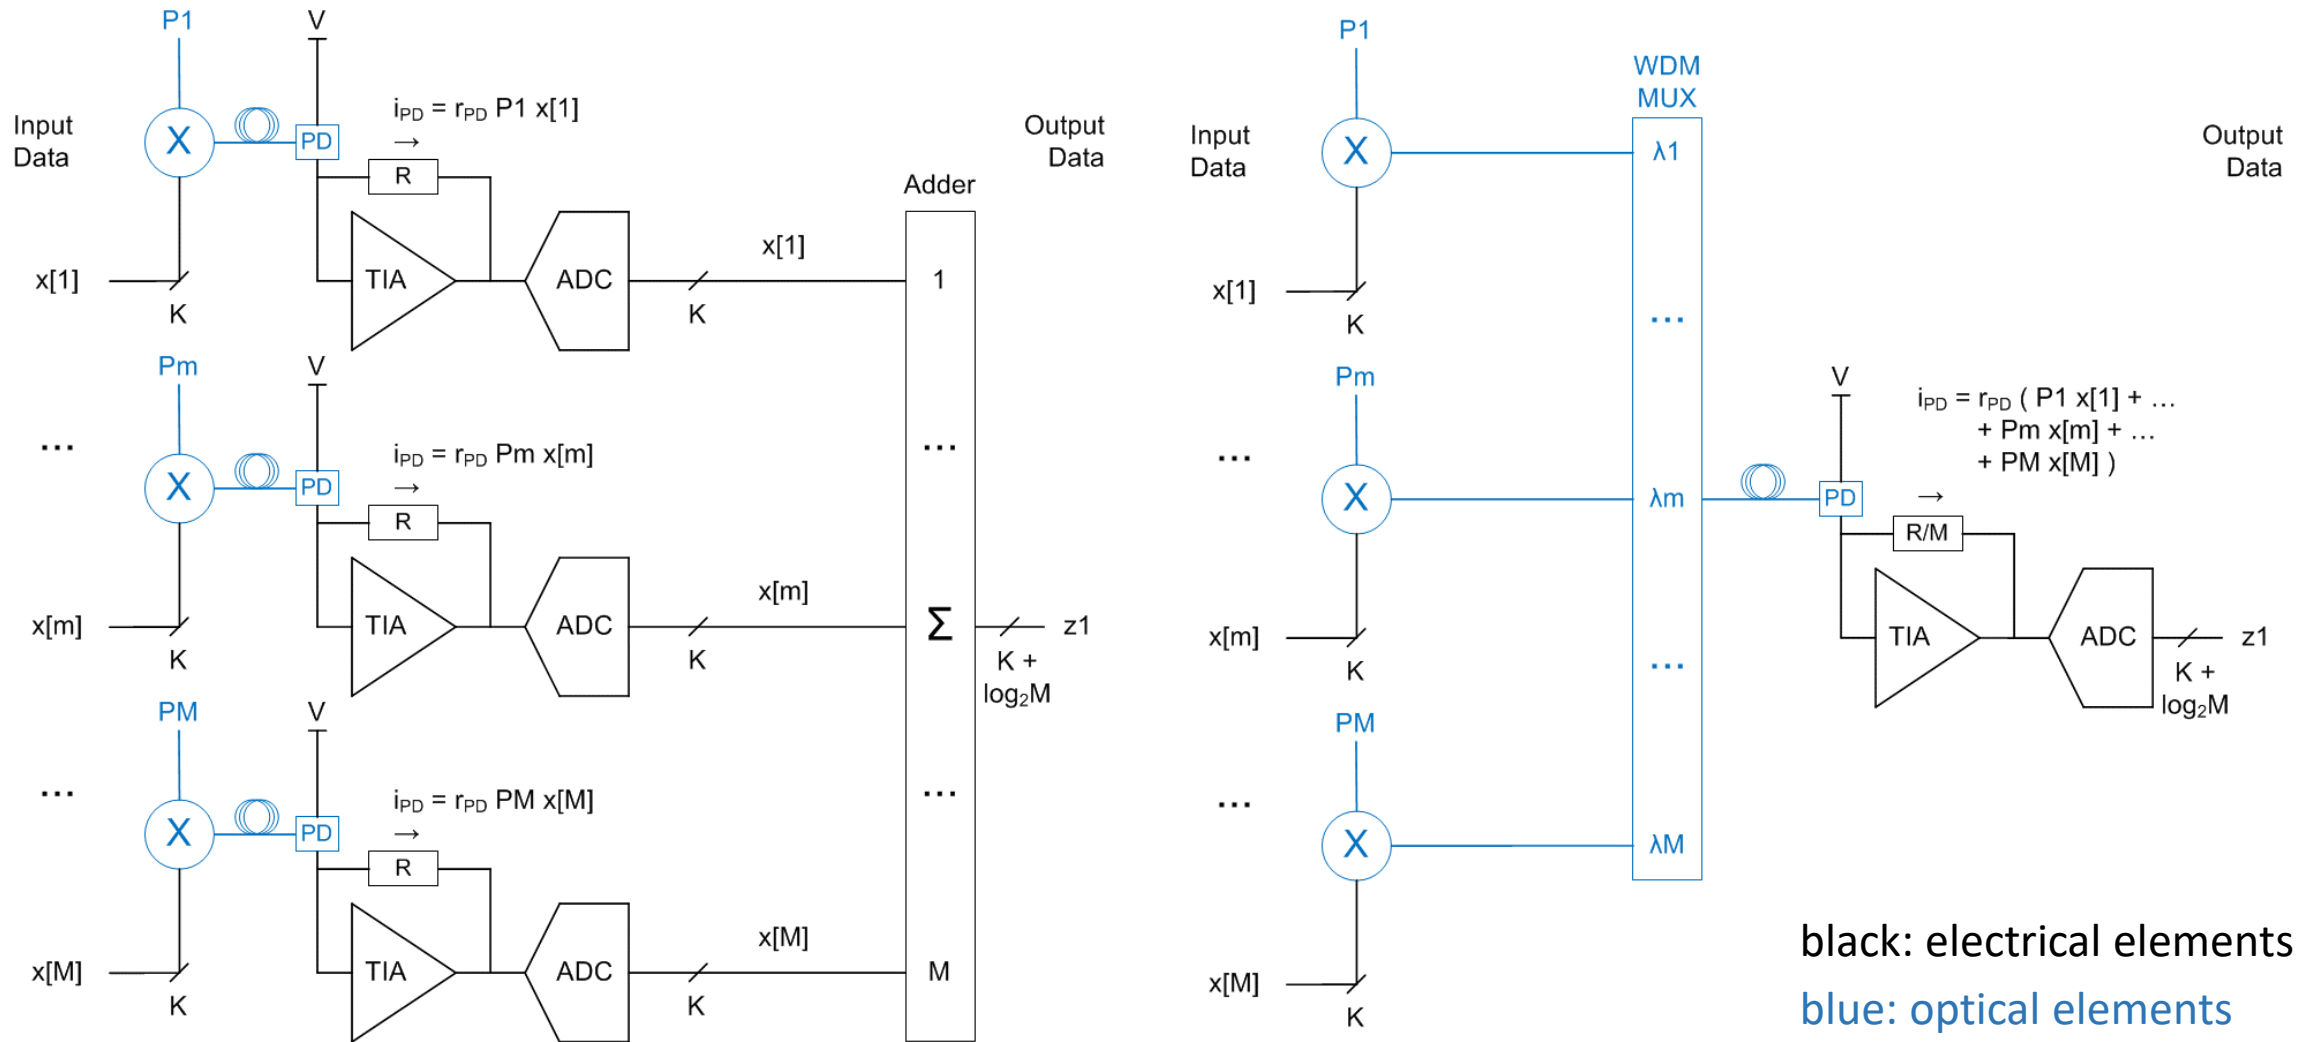 P1
V
Input
Data
X
PD
iPD = rPD P1 x[1]
→
R
Output
Data
Adder
x[1]
K
TIA
ADC
x[1]
K
1
Pm
V
...
X
PD
iPD = rPD Pm x[m]
→
R
...
x[m]
K
TIA
ADC
x[m]
K
Σ
z1
K +
log2M
PM
V
...
X
PD
iPD = rPD PM x[M]
→
R
...
x[M]
K
TIA
ADC
x[M]
K
M
P1
WDM
MUX
Input
Data
X
λ1
Output
Data
x[1]
K
...
Pm
V
iPD = rPD ( P1 x[1] + ...
+ Pm x[m] + ...
+ PM x[M] )
...
X
λm
PD
→
R/M
x[m]
K
TIA
ADC
z1
K +
log2M
...
PM
...
X
λM
x[M]
K
black: electrical elements
blue: optical elements